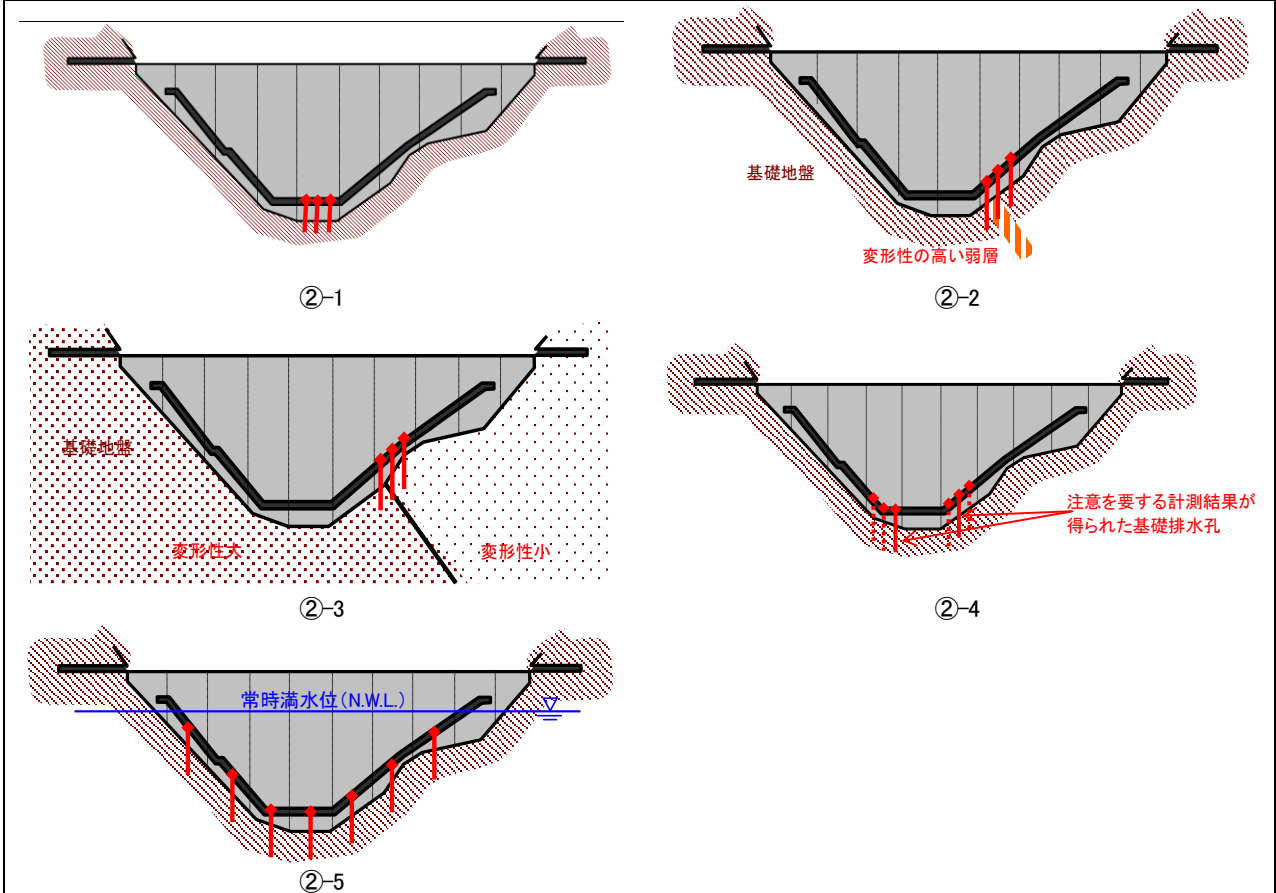 ②-1
基礎地盤
変形性の高い弱層
②-2
基礎地盤
変形性大
変形性小
②-3
注意を要する計測結果が
得られた基礎排水孔
②-4
常時満水位(N.W.L.)
②-5